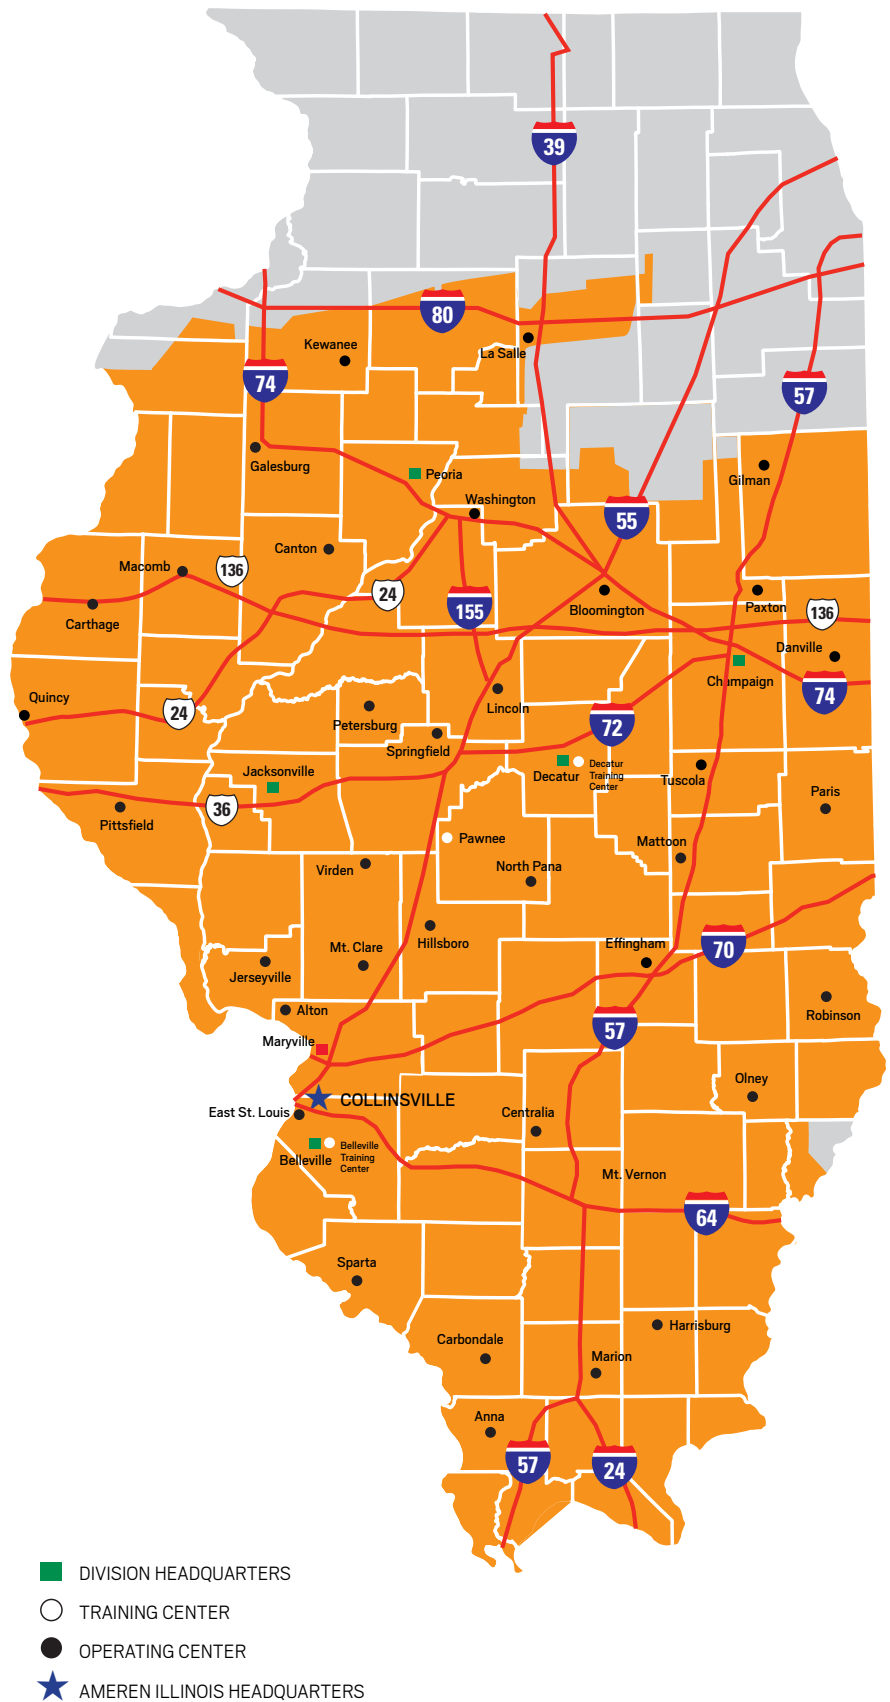 39
80
Kewanee
La Salle
74
57
Galesburg
Peoria
Gilman
Washington
55
Canton
Macomb
136
24
155
Bloomington
Paxton
136
Carthage
Danville
Champaign
74
Quincy
24
Petersburg
Lincoln
72
Springfield
Jacksonville
Decatur
Decatur
Training
Center
Tuscola
Paris
36
Pittsfield
Pawnee
Mattoon
Virden
North Pana
Mt. Clare
Hillsboro
Effingham
70
Jerseyville
Alton
Robinson
57
Maryville
Olney
COLLINSVILLE
East St. Louis
Centralia
Belleville
Belleville
Training
Center
Mt. Vernon
64
Sparta
Harrisburg
Carbondale
Marion
Anna
57
24
DIVISION HEADQUARTERS
TRAINING CENTER
OPERATING CENTER
AMEREN ILLINOIS HEADQUARTERS